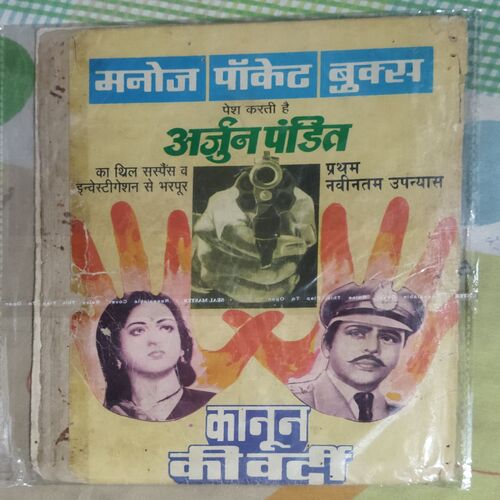 मनोज पॉकेट बुक्स
पेश करती है
अर्जुन पंडित
का थ्रिल सस्पैंस व
इन्वेस्टीगेशन से भरपूर
प्रथम
नवीनतम उपन्यास
कानून
की वर्दी